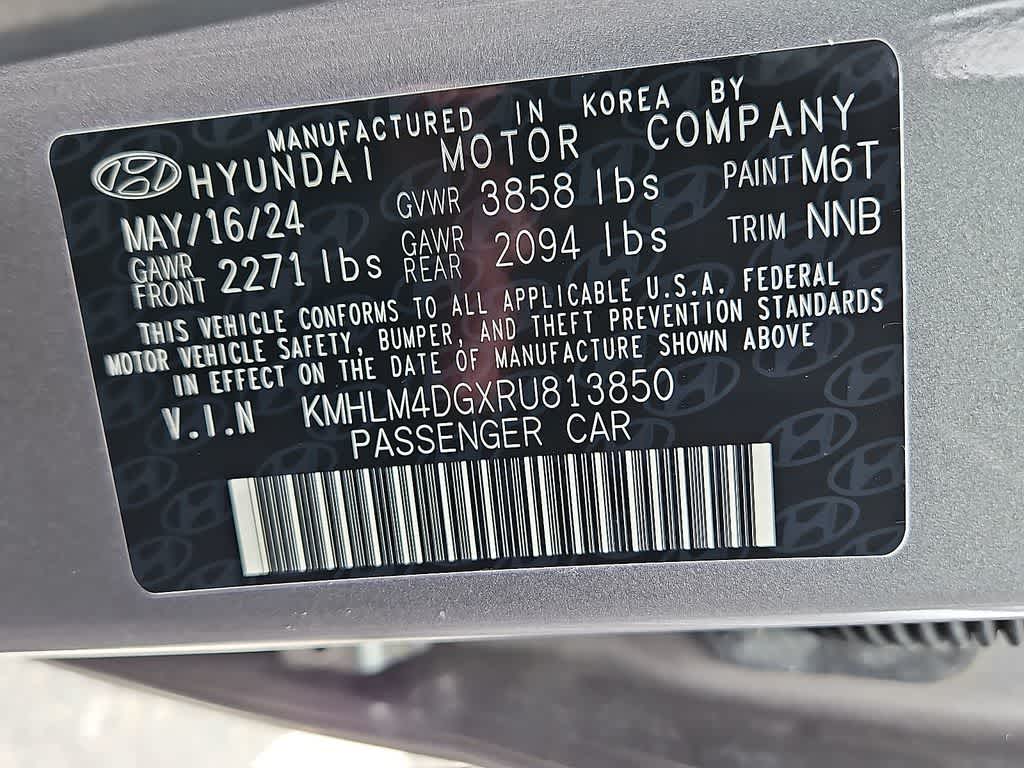 MANUFACTURED IN KOREA BY
HYUNDAI MOTOR COMPANY
MAY/16/24 GVWR 3858 lbs PAINT M6T
GAWR FRONT 2271 lbs GAWR REAR 2094 lbs TRIM NNB
THIS VEHICLE CONFORMS TO ALL APPLICABLE U.S.A. FEDERAL
MOTOR VEHICLE SAFETY, BUMPER, AND THEFT PREVENTION STANDARDS
IN EFFECT ON THE DATE OF MANUFACTURE SHOWN ABOVE
V.I.N KMHLM4DGXRU813850
PASSENGER CAR